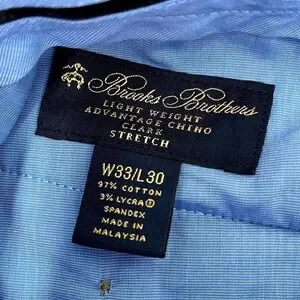 Brooks Brothers
LIGHT WEIGHT
ADVANTAGE CHINO
CLARK
STRETCH
W33/L30
97% COTTON
3% LYCRA®
SPANDEX
MADE IN
MALAYSIA